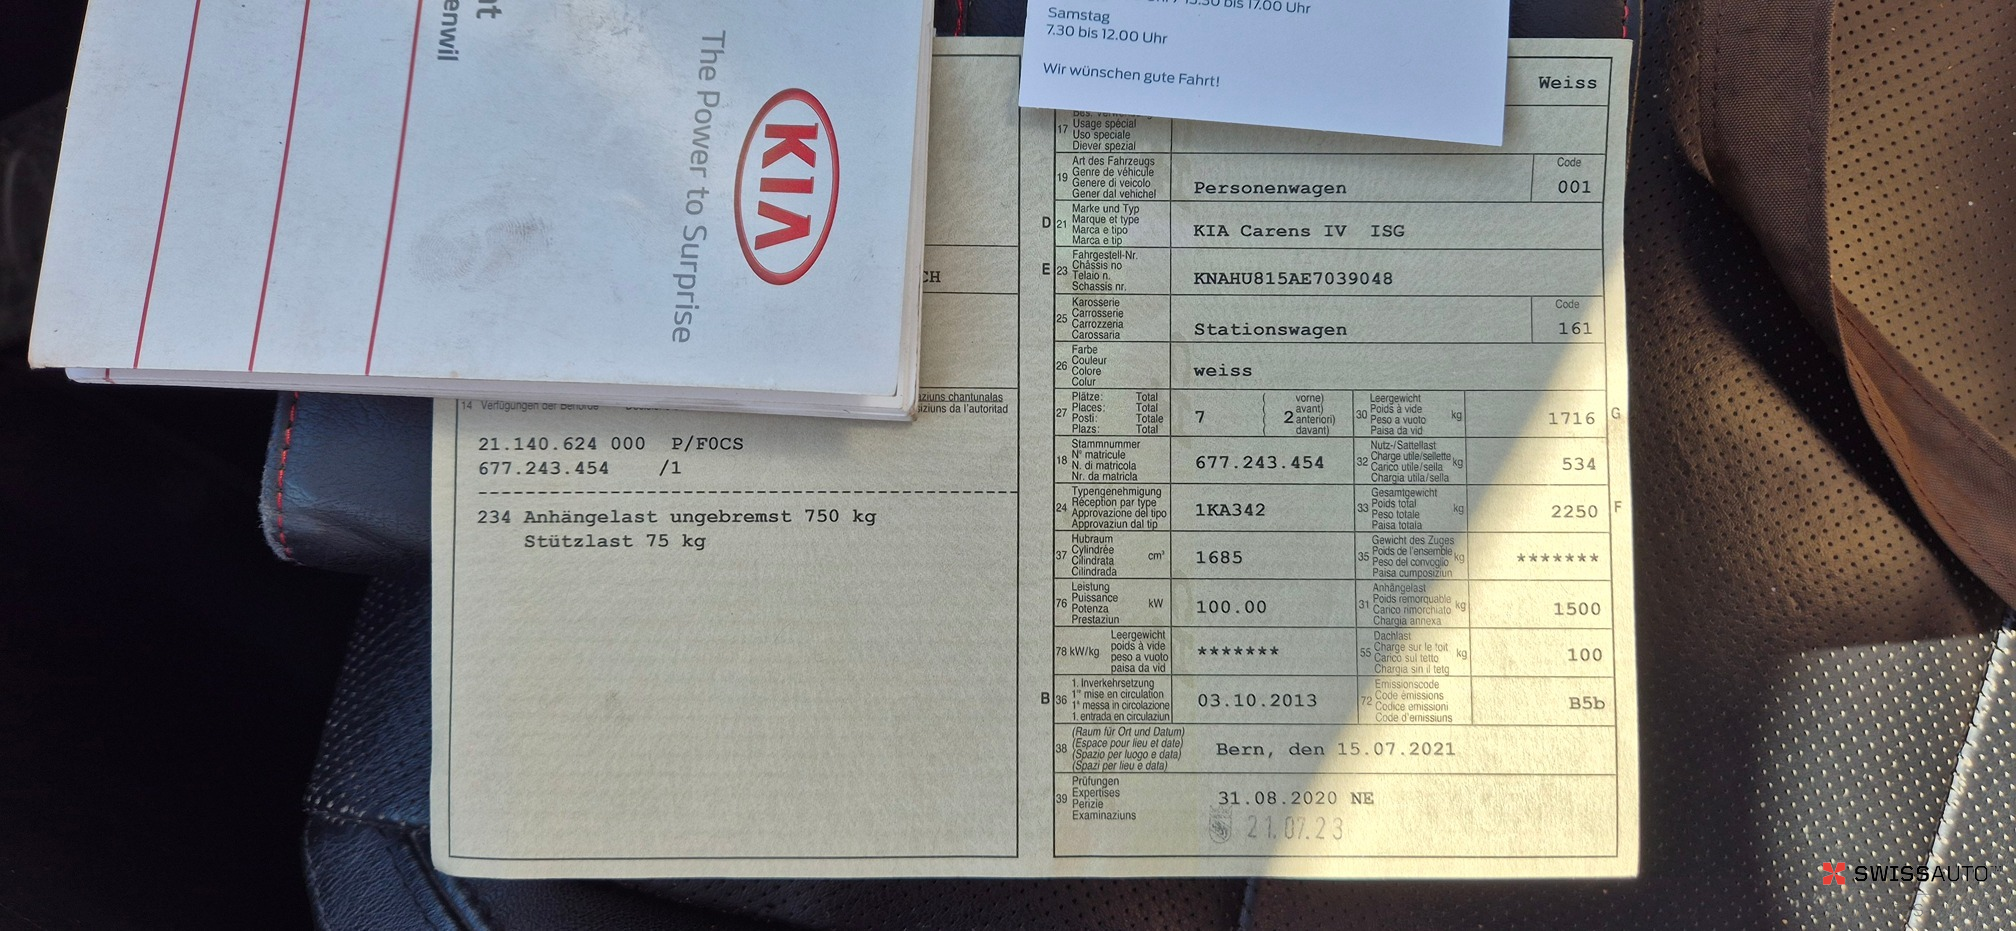 nt
enwil
The Power to Surprise
KIA
13.30 bis 17.00 Uhr
Samstag
7.30 bis 12.00 Uhr
Wir wünschen gute Fahrt!
CH
ziuns chantunalas
14 Verfügungen der Behörde
ziuns da l'autoritad
21.140.624 000 P/F0CS
677.243.454 /1
234 Anhängelast ungebremst 750 kg
Stützlast 75 kg
Weiss
17
Usage spécial
Uso speciale
Diever spezial
19
Art des Fahrzeugs
Genre de véhicule
Genere di veicolo
Gener dal vehichel
Personenwagen
Code
001
D 21
Marke und Typ
Marque et type
Marca e tipo
Marca e tip
KIA Carens IV ISG
E 23
Fahrgestell-Nr.
Châssis no
Telaio n.
Schassis nr.
KNAHU815AE7039048
25
Karosserie
Carrosserie
Carrozzeria
Carossaria
Stationswagen
Code
161
26
Farbe
Couleur
Colore
Colur
weiss
27
Plätze: Total
Places: Total
Posti: Totale
Plazs: Total
7
( vorne)
( avant)
2 anteriori)
( davant)
30
Leergewicht
Poids à vide
Peso a vuoto
Paisa da vid
kg
1716
G
18
Stammnummer
N° matricule
N. di matricola
Nr. da matricla
677.243.454
32
Nutz-/Sattellast
Charge utile/sellette
Carico utile/sella
Chargia utila/sella
kg
534
24
Typengenehmigung
Réception par type
Approvazione del tipo
Approvaziun dal tip
1KA342
33
Gesamtgewicht
Poids total
Peso totale
Paisa totala
kg
2250
F
37
Hubraum
Cylindrée
Cilindrata
Cilindrada
cm³
1685
35
Gewicht des Zuges
Poids de l'ensemble
Peso del convoglio
Paisa cumposiziun
kg
*******
76
Leistung
Puissance
Potenza
Prestaziun
kW
100.00
31
Anhängelast
Poids remorquable
Carico rimorchiato
Chargia annexa
kg
1500
78 kW/kg
Leergewicht
poids à vide
peso a vuoto
paisa da vid
*******
55
Dachlast
Charge sur le toit
Carico sul tetto
Chargia sin il tetg
kg
100
B 36
1. Inverkehrsetzung
1re mise en circulation
1a messa in circolazione
1. entrada en circulaziun
03.10.2013
72
Emissionscode
Code émissions
Codice emissioni
Code d'emissiuns
B5b
38
(Raum für Ort und Datum)
(Espace pour lieu et date)
(Spazio per luogo e data)
(Spazi per lieu e data)
Bern, den 15.07.2021
39
Prüfungen
Expertises
Perizie
Examinaziuns
31.08.2020 NE
21.07.23
SWISSAUTO